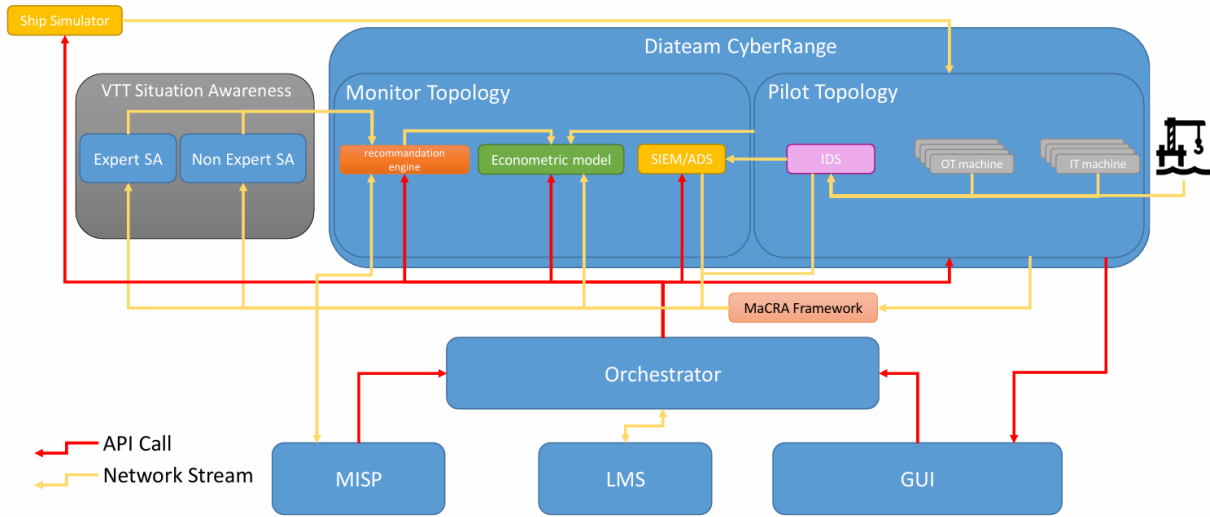 Ship Simulator
Diateam CyberRange
VTT Situation Awareness
Monitor Topology
Pilot Topology
Expert SA
Non Expert SA
recommandation
engine
Econometric model
SIEM/ADS
IDS
OT machine
IT machine
MaCRA Framework
Orchestrator
API Call
Network Stream
MISP
LMS
GUI